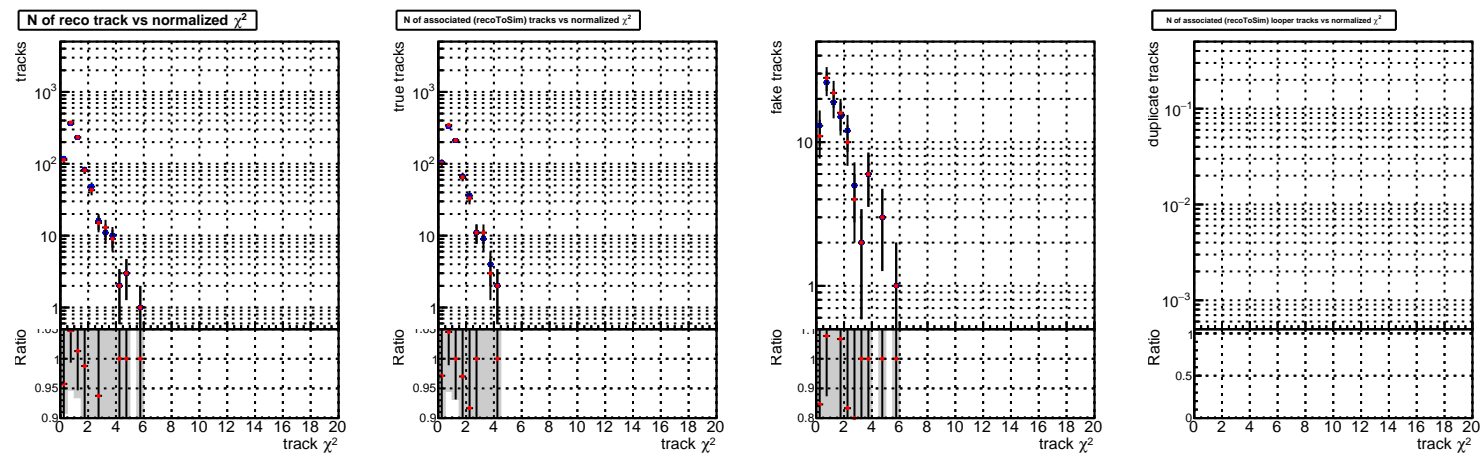 N of reco track vs normalized χ²
tracks
10³
10²
10
1
Ratio
1.05
1
0.95
0.9
0 2 4 6 8 10 12 14 16 18 20
track χ²
N of associated (recoToSim) tracks vs normalized χ²
true tracks
10³
10²
10
1
Ratio
1.05
1
0.95
0.9
0 2 4 6 8 10 12 14 16 18 20
track χ²
fake tracks
10
1
Ratio
1.1
1
0.9
0.8
0 2 4 6 8 10 12 14 16 18 20
track χ²
N of associated (recoToSim) looper tracks vs normalized χ²
duplicate tracks
10⁻¹
10⁻²
10⁻³
Ratio
1
0.5
0
0 2 4 6 8 10 12 14 16 18 20
track χ²